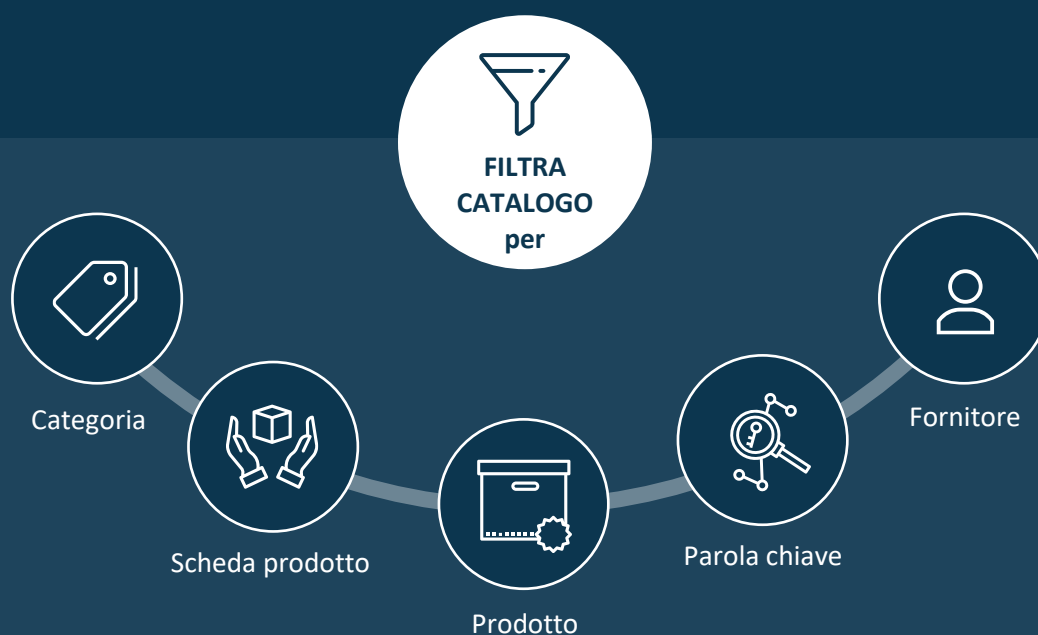 FILTRA
CATALOGO
per
Categoria
Scheda prodotto
Prodotto
Parola chiave
Fornitore